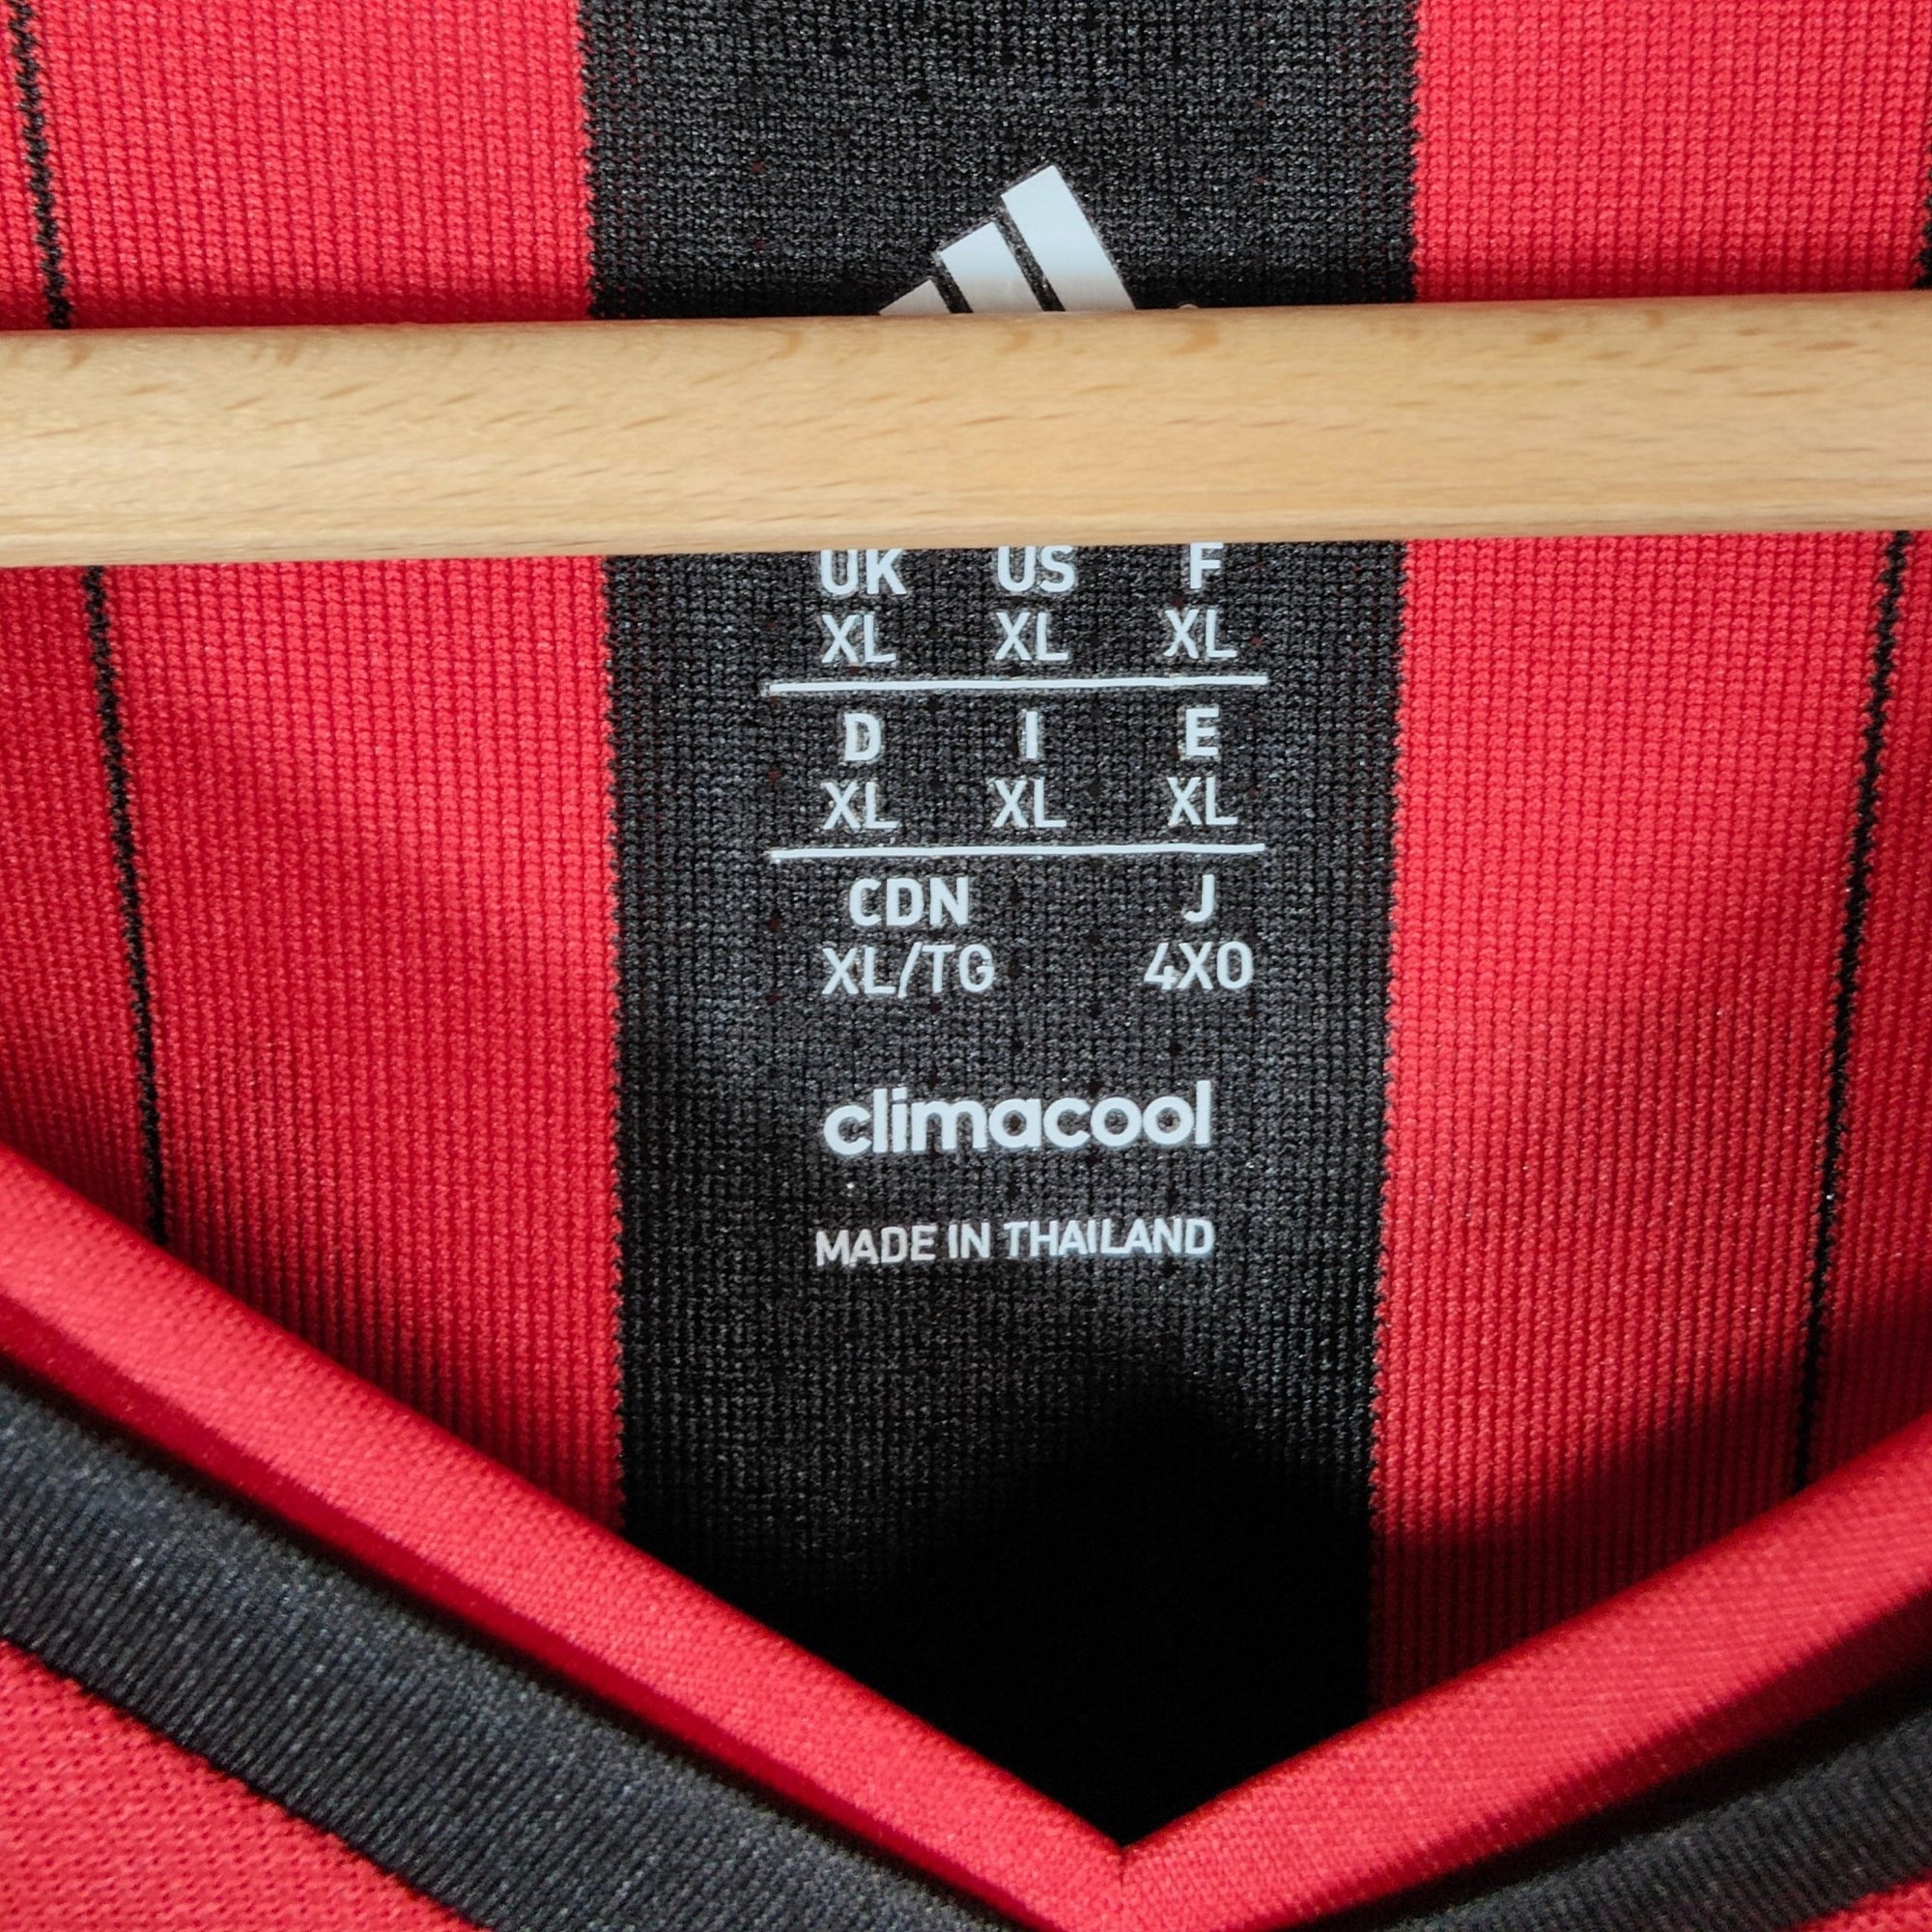 UK US F
XL XL XL
D I E
XL XL XL
CDN J
XL/TG 4XO
climacool
MADE IN THAILAND